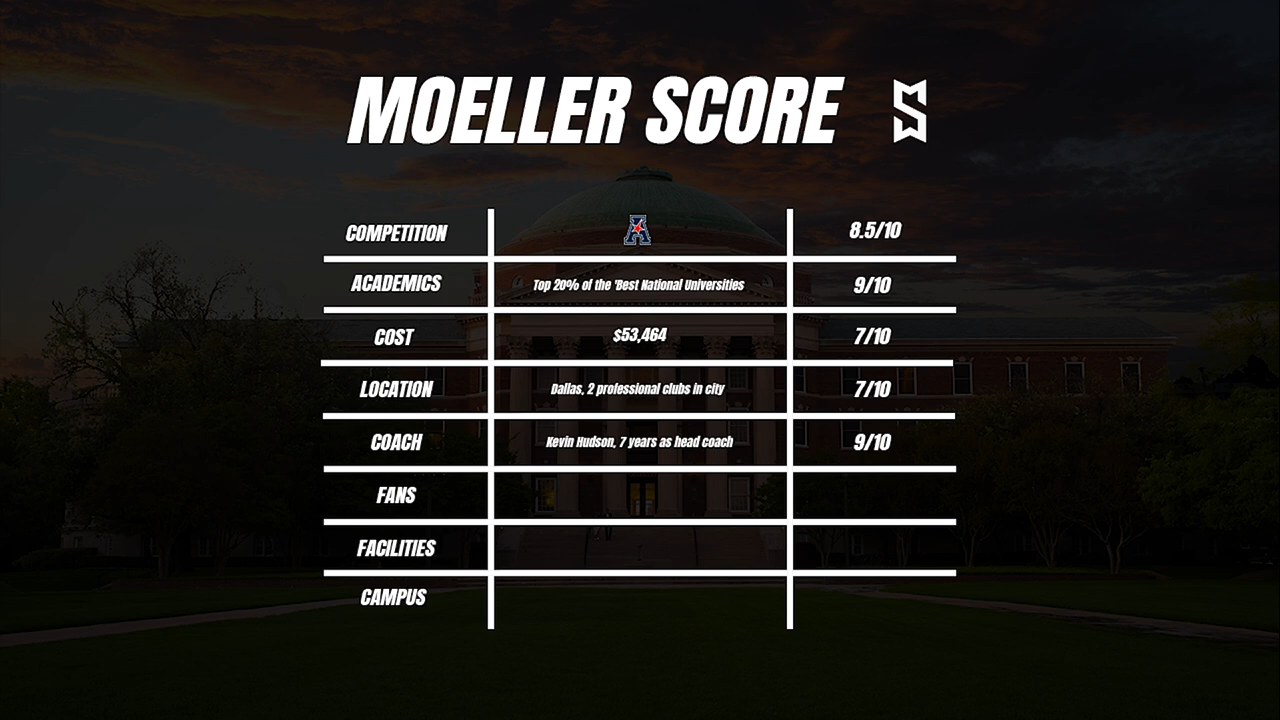 MOELLER SCORE
COMPETITION 8.5/10
ACADEMICS Top 20% of the 'Best National Universities 9/10
COST $53,464 7/10
LOCATION Dallas, 2 professional clubs in city 7/10
COACH Kevin Hudson, 7 years as head coach 9/10
FANS
FACILITIES
CAMPUS